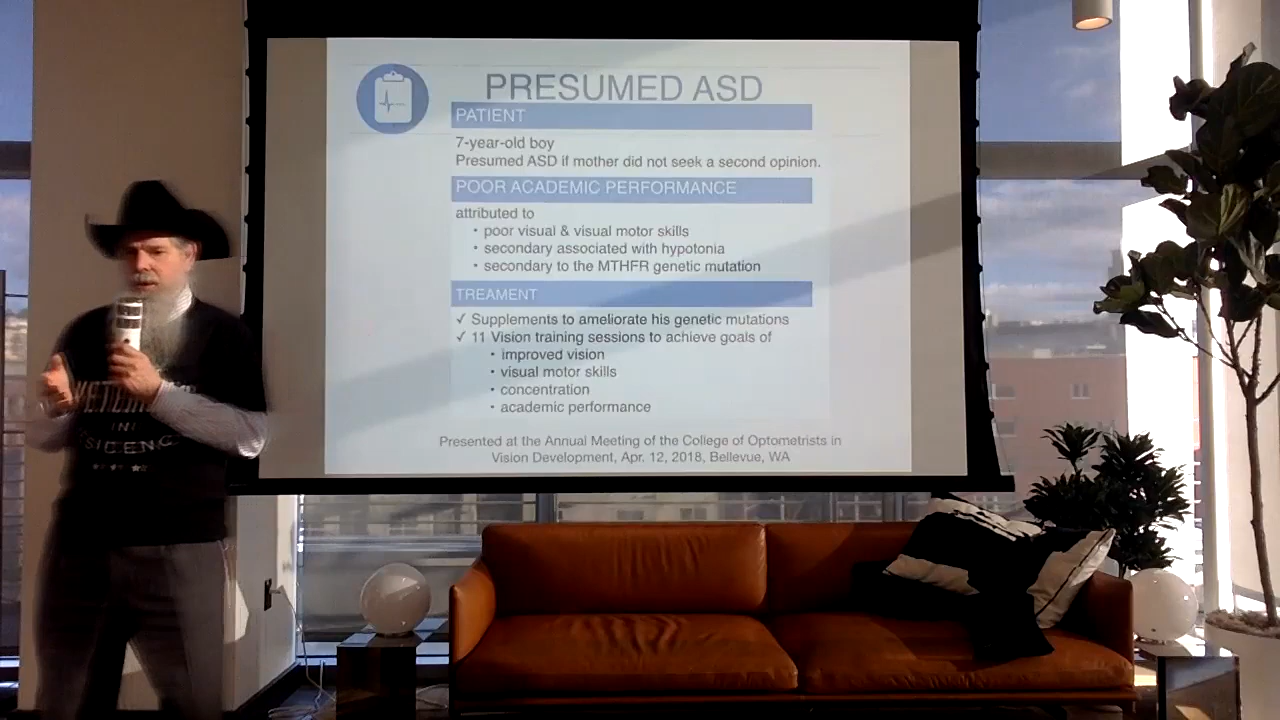 PRESUMED ASD
PATIENT
7-year-old boy
Presumed ASD if mother did not seek a second opinion.
POOR ACADEMIC PERFORMANCE
attributed to
• poor visual & visual motor skills
• secondary associated with hypotonia
• secondary to the MTHFR genetic mutation
TREAMENT
✓ Supplements to ameliorate his genetic mutations
✓ 11 Vision training sessions to achieve goals of
• improved vision
• visual motor skills
• concentration
• academic performance
Presented at the Annual Meeting of the College of Optometrists in
Vision Development, Apr. 12, 2018, Bellevue, WA
IN